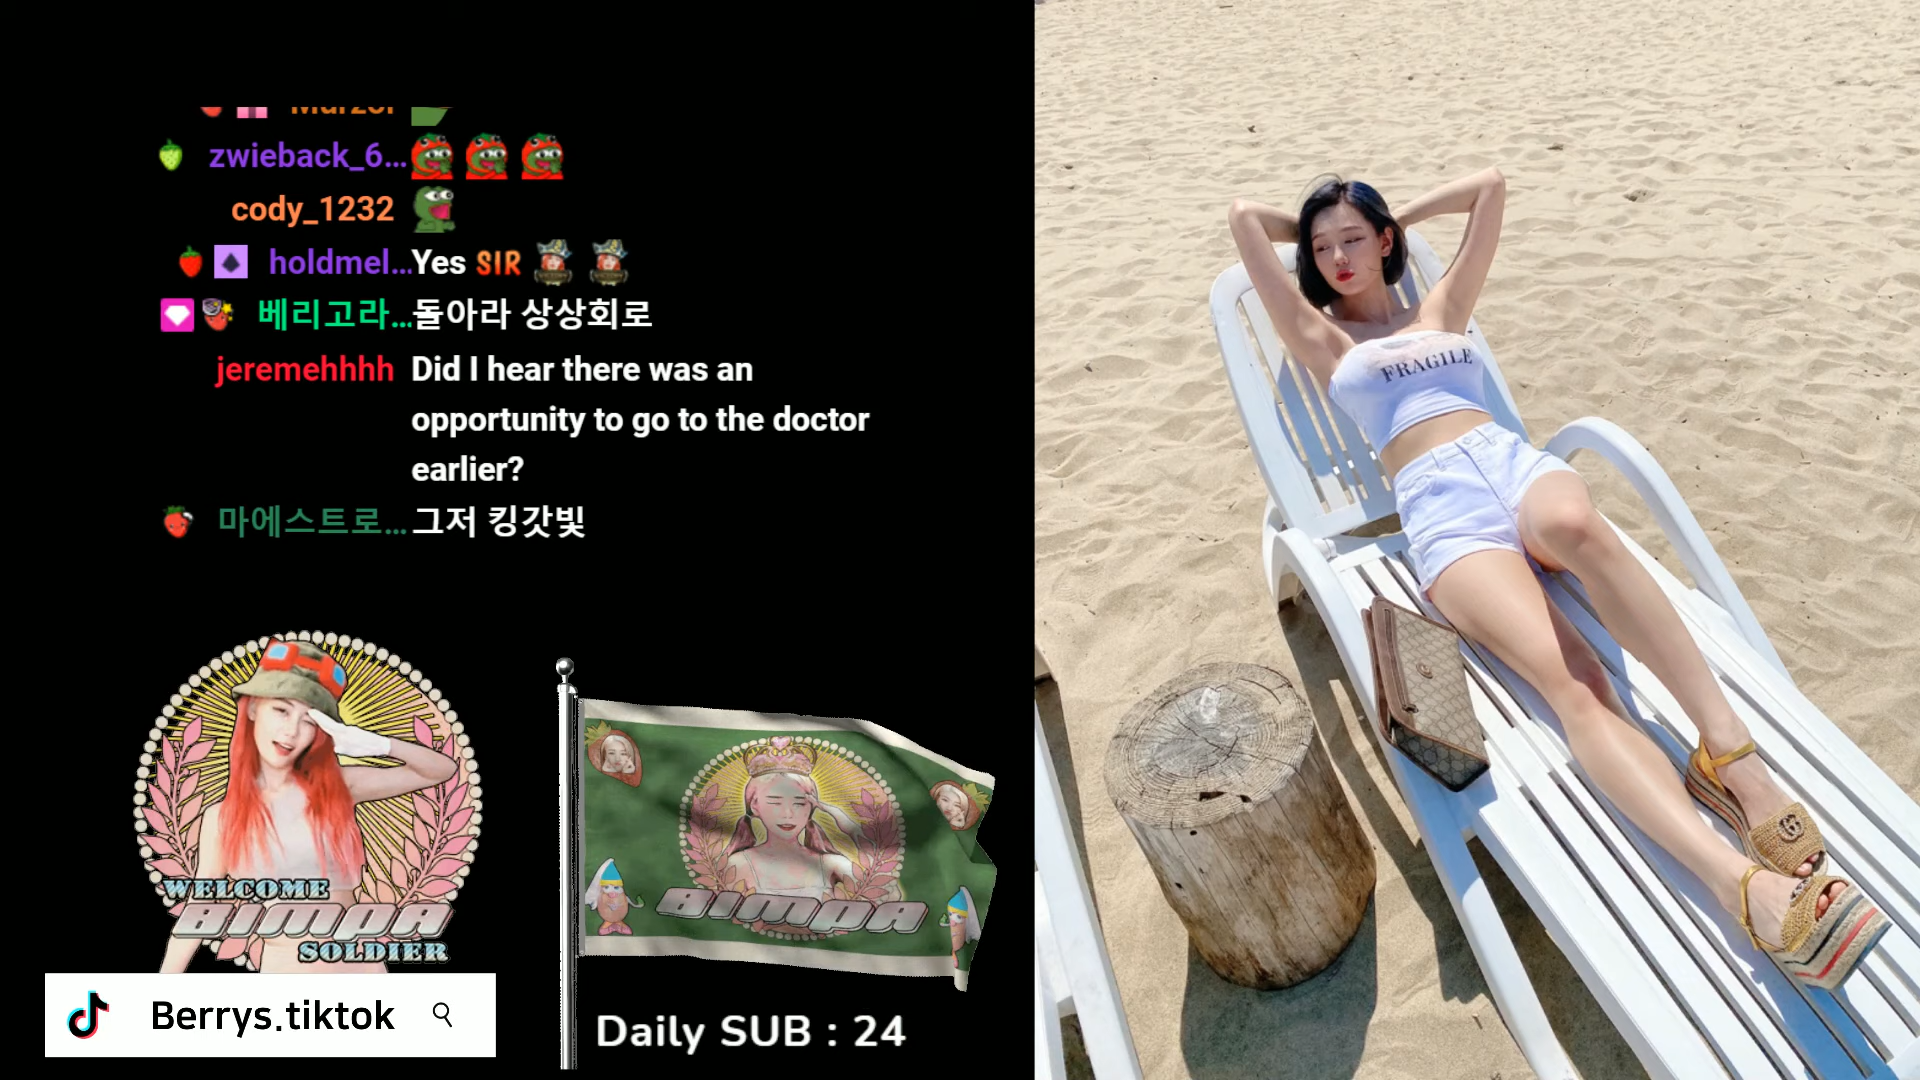 zwieback_6...
cody_1232
holdmel... Yes SIR
베리고라... 돌아라 상상회로
jeremehhhh Did I hear there was an
opportunity to go to the doctor
earlier?
마에스트로... 그저 킹갓빛
FRAGILE
WELCOME
BIMPA
SOLDIER
BIMPA
Berrys.tiktok
Daily SUB : 24